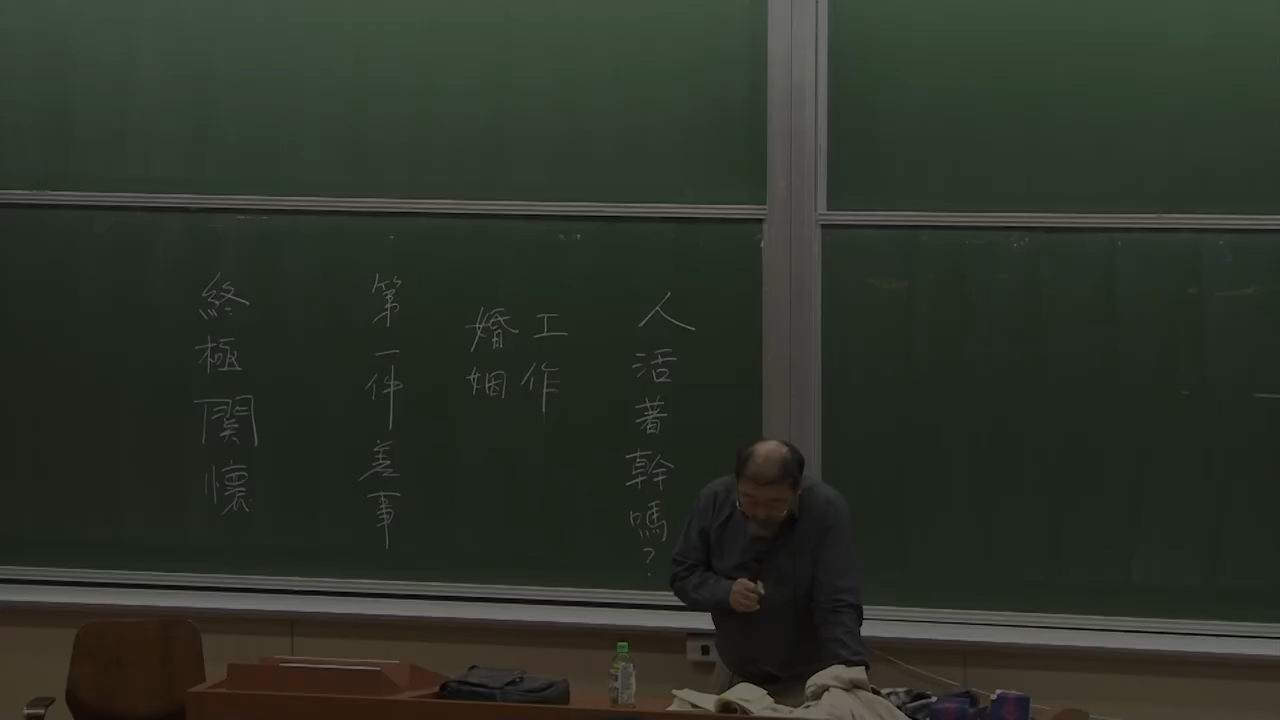 人活著幹嗎?
工作
婚姻
第一件差事
終極關懷